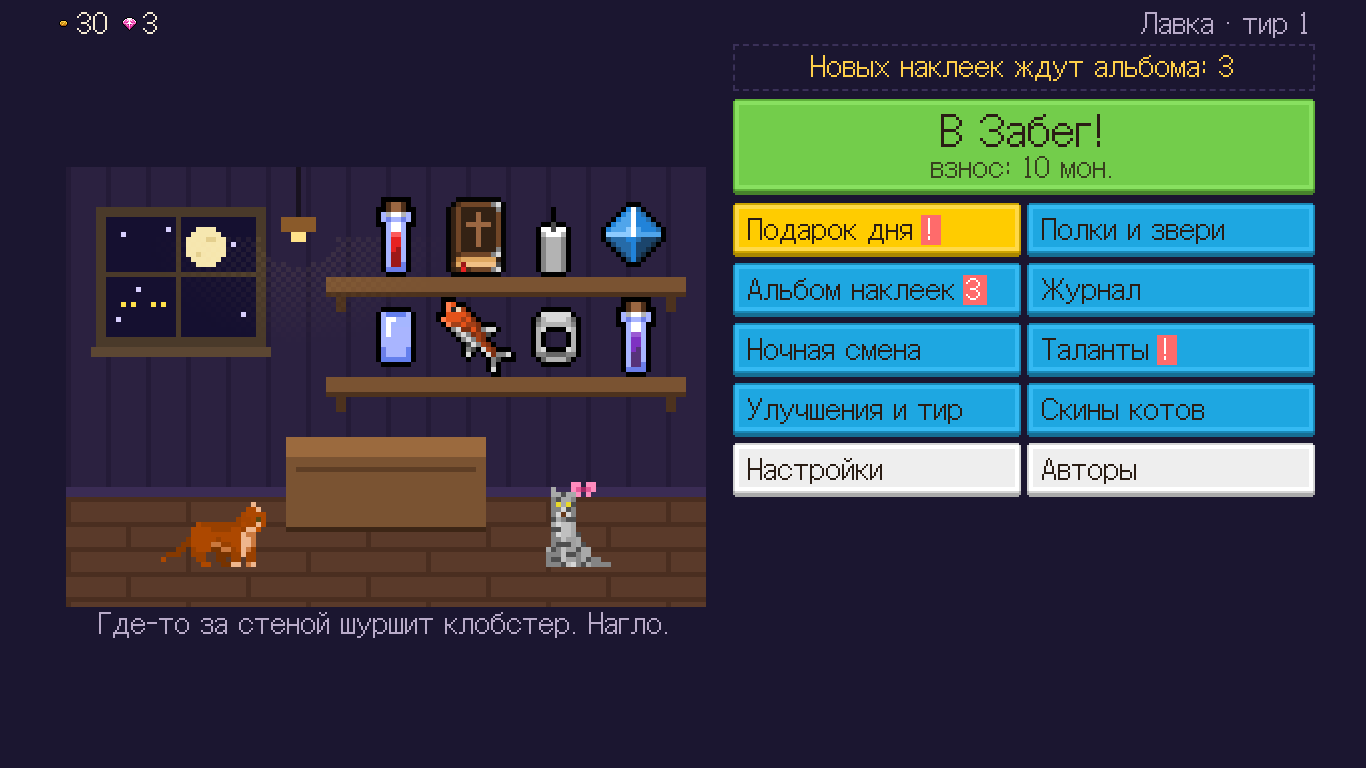 30 3
Лавка · тир 1
Новых наклеек ждут альбома: 3
В Забег!
взнос: 10 мон.
Подарок дня !
Полки и звери
Альбом наклеек 3
Журнал
Ночная смена
Таланты !
Улучшения и тир
Скины котов
Настройки
Авторы
Где-то за стеной шуршит клобстер. Нагло.